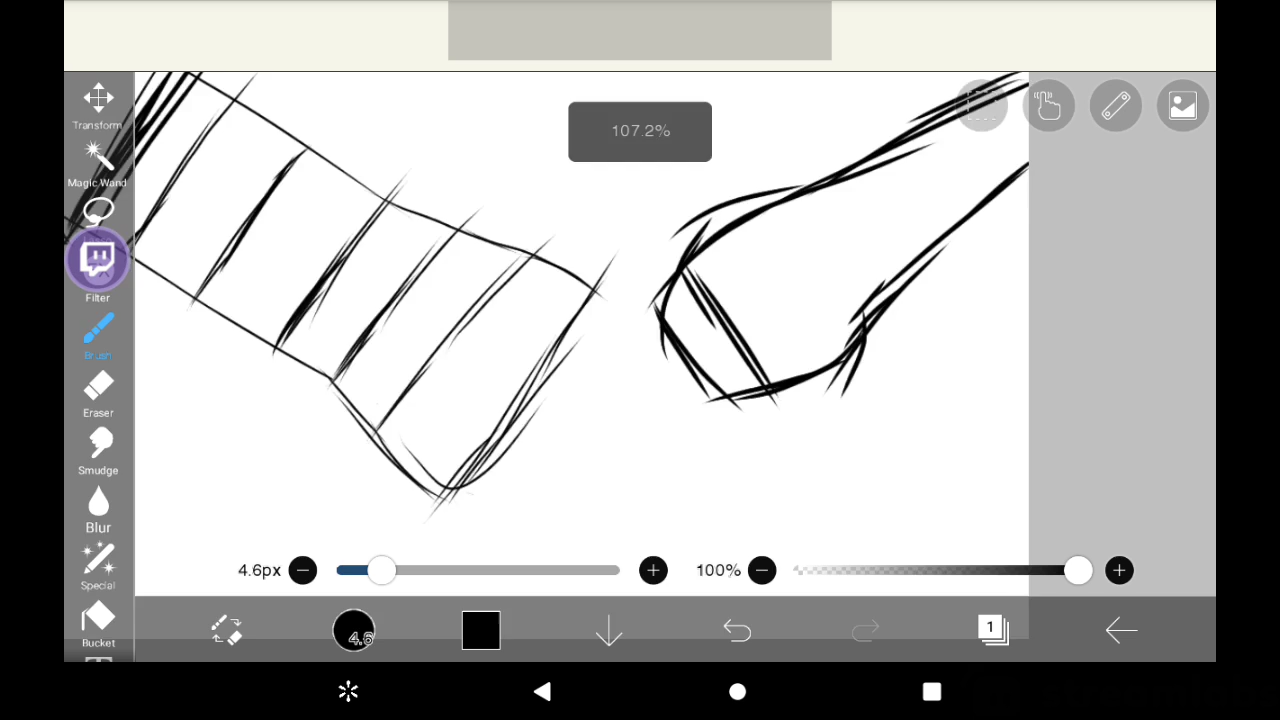 107.2%
Transform
Magic Wand
Filter
Brush
Eraser
Smudge
Blur
Special
Bucket
4.6px
100%
4.6
1